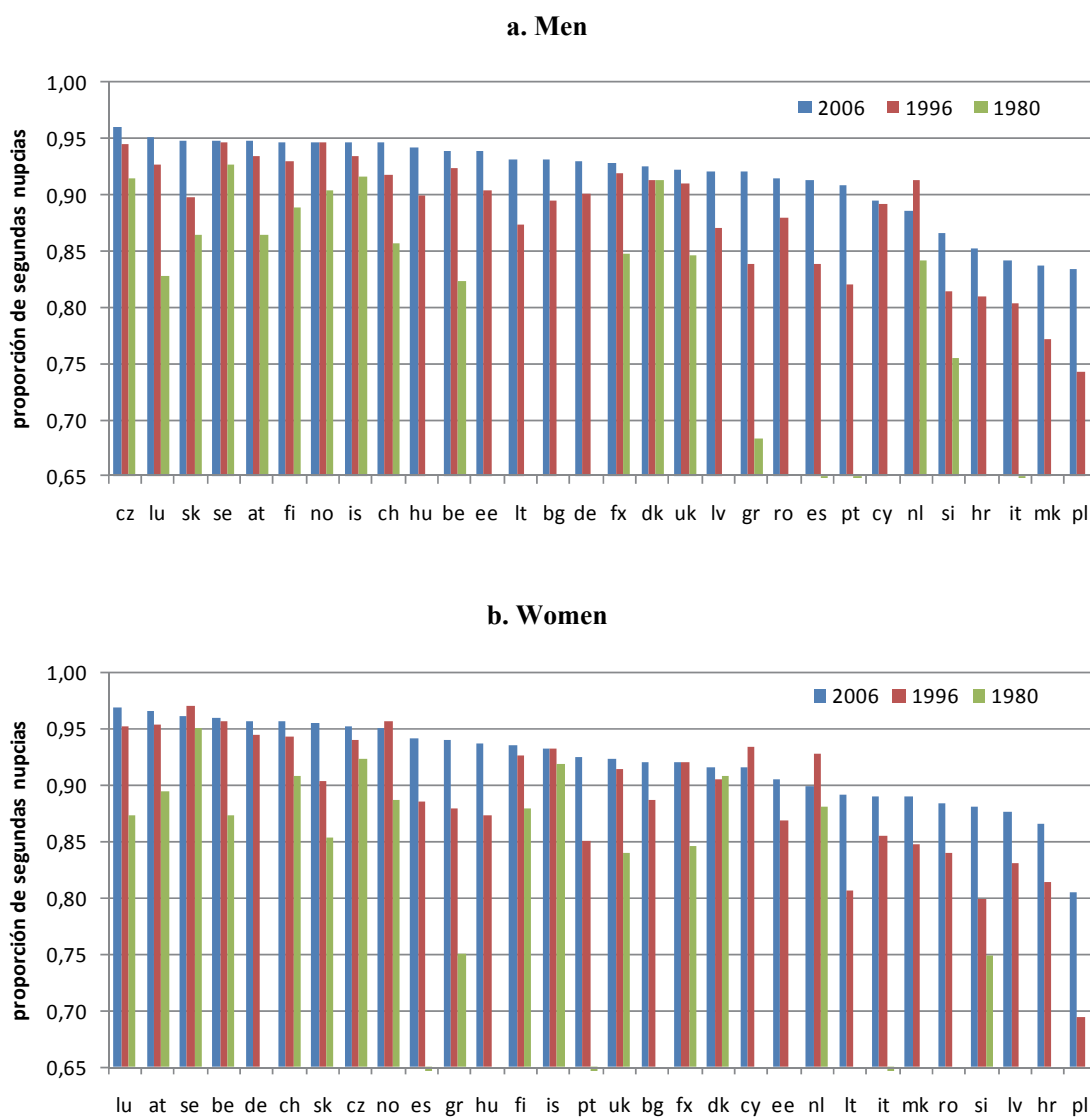 a. Men
1,00
2006 1996 1980
0,95
0,90
0,85
0,80
0,75
0,70
0,65
proporción de segundas nupcias
cz lu sk se at fi no is ch hu be ee lt bg de fx dk uk lv gr ro es pt cy nl si hr it mk pl
b. Women
1,00
2006 1996 1980
0,95
0,90
0,85
0,80
0,75
0,70
0,65
proporción de segundas nupcias
lu at se be de ch sk cz no es gr hu fi is pt uk bg fx dk cy ee nl lt it mk ro si lv hr pl